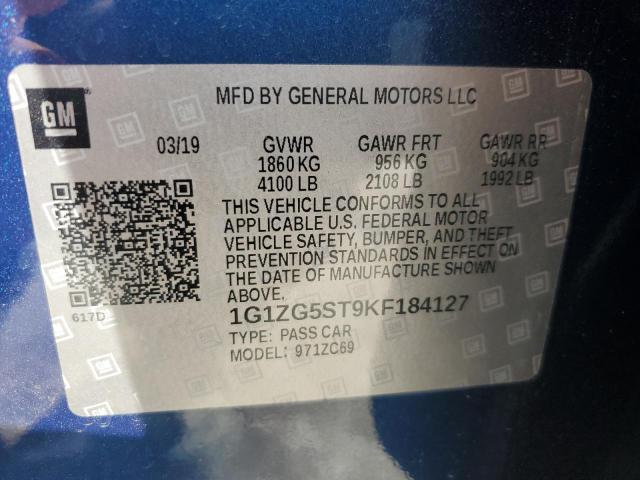 GM
MFD BY GENERAL MOTORS LLC
03/19 GVWR GAWR FRT GAWR RR
1860 KG 956 KG 904 KG
4100 LB 2108 LB 1992 LB
THIS VEHICLE CONFORMS TO ALL
APPLICABLE U.S. FEDERAL MOTOR
VEHICLE SAFETY, BUMPER, AND THEFT
PREVENTION STANDARDS IN EFFECT ON
THE DATE OF MANUFACTURE SHOWN
ABOVE.
617D
1G1ZG5ST9KF184127
TYPE: PASS CAR
MODEL: 971ZC69